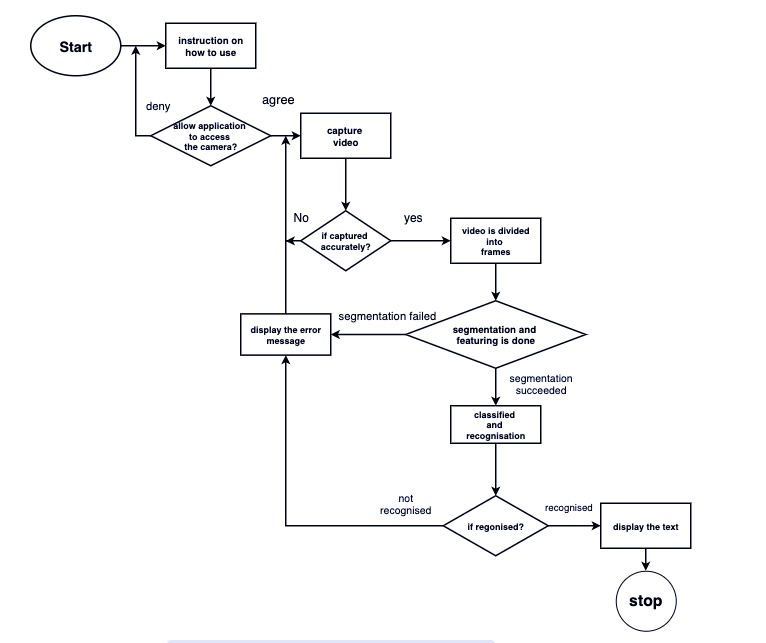 Start
instruction on
how to use
deny
agree
allow application
to access
the camera?
capture
video
No
yes
if captured
accurately?
video is divided
into
frames
segmentation failed
display the error
message
segmentation and
featuring is done
segmentation
succeeded
classified
and
recognisation
not
recognised
recognised
if regonised?
display the text
stop